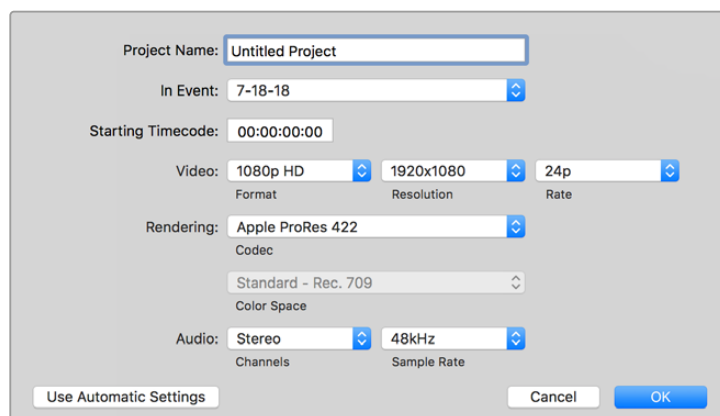 Project Name: Untitled Project
In Event: 7-18-18
Starting Timecode: 00:00:00:00
Video: 1080p HD 1920x1080 24p
Format Resolution Rate
Rendering: Apple ProRes 422
Codec
Standard - Rec. 709
Color Space
Audio: Stereo 48kHz
Channels Sample Rate
Use Automatic Settings Cancel OK